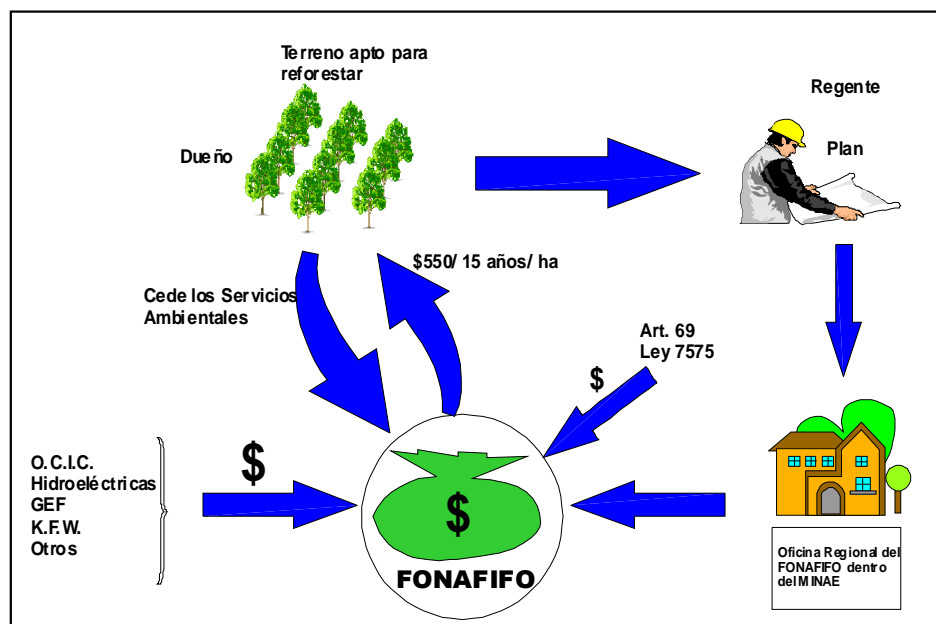 Terreno apto para
reforestar
Dueño
Regente
Plan
$550/ 15 años/ ha
Cede los Servicios
Ambientales
Art. 69
Ley 7575
$
O.C.I.C.
Hidroeléctricas
GEF
K.F.W.
Otros
$
$
FONAFIFO
Oficina Regional del
FONAFIFO dentro
del MINAE